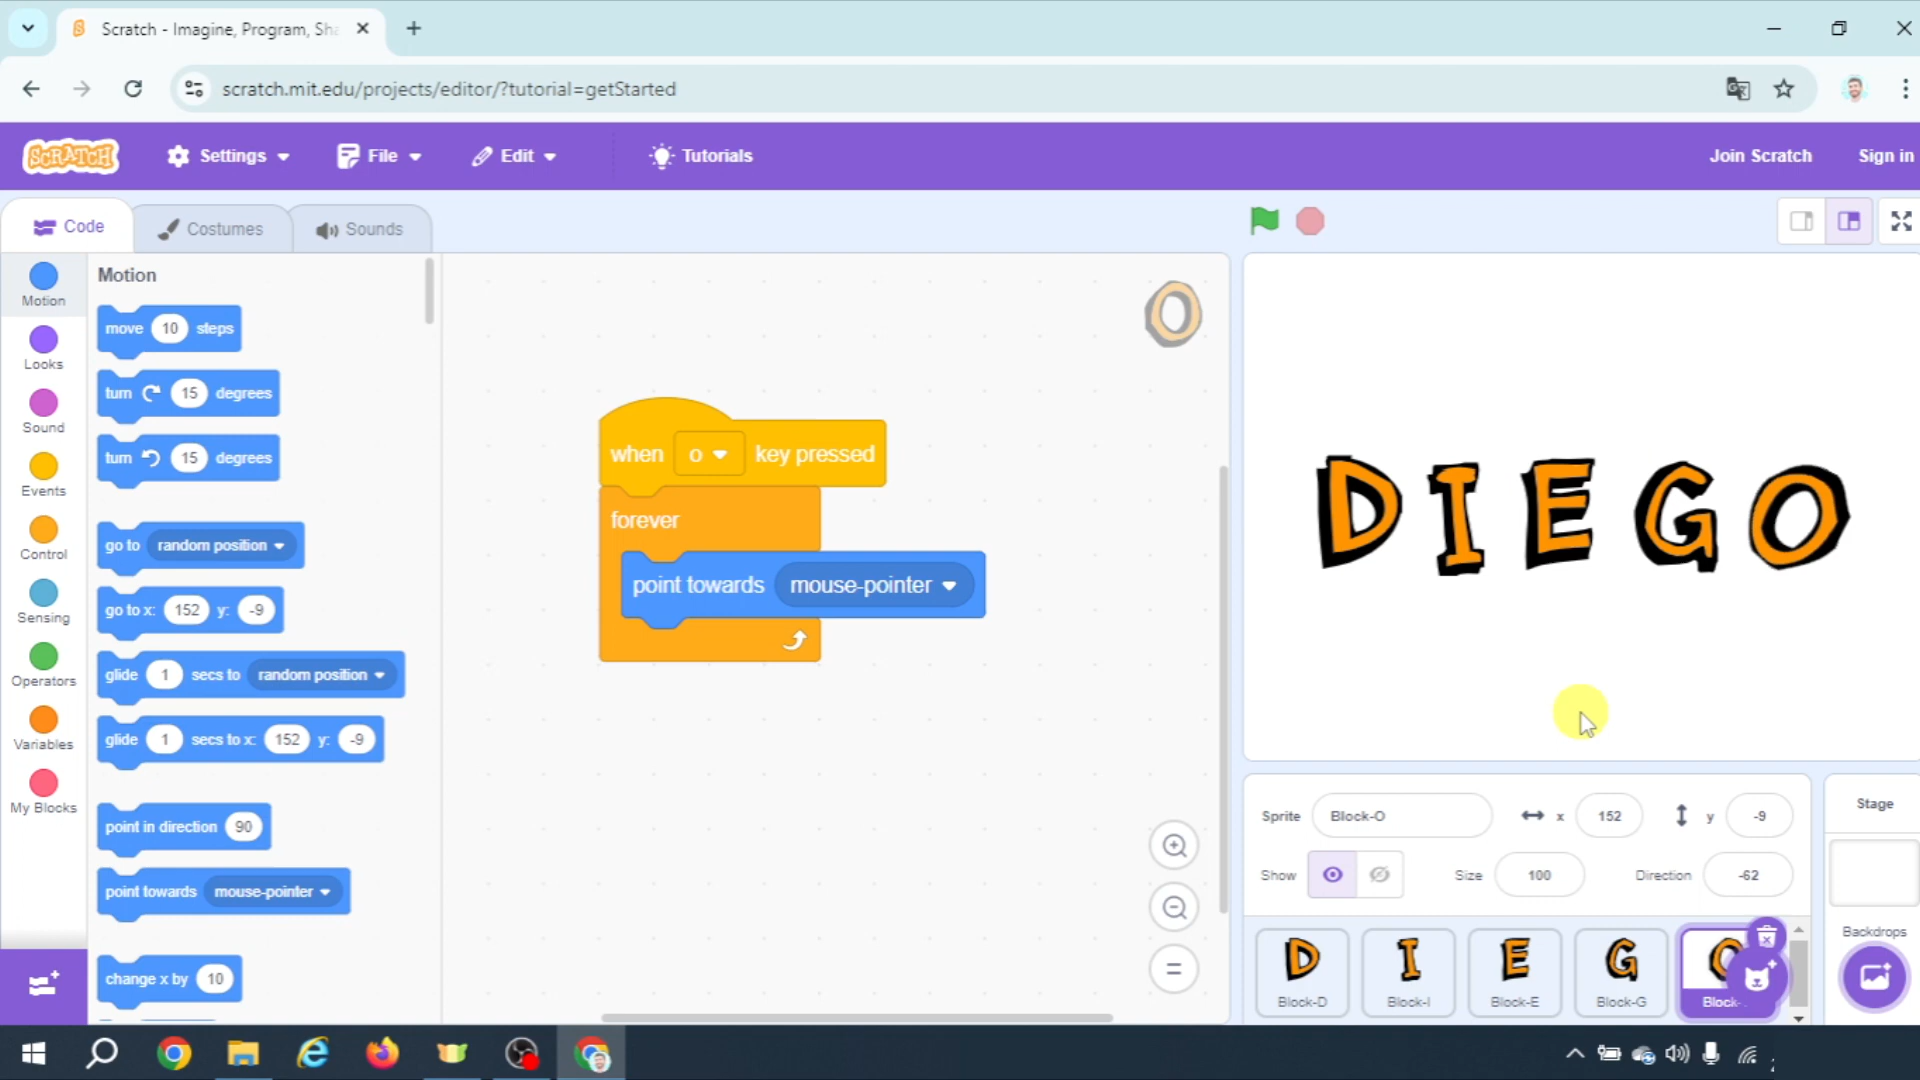 Scratch - Imagine, Program, Sha
scratch.mit.edu/projects/editor/?tutorial=getStarted
SCRATCH
Settings
File
Edit
Tutorials
Join Scratch
Sign in
Code
Costumes
Sounds
Motion
Looks
Sound
Events
Control
Sensing
Operators
Variables
My Blocks
Motion
move 10 steps
turn 15 degrees
turn 15 degrees
go to random position
go to x: 152 y: -9
glide 1 secs to random position
glide 1 secs to x: 152 y: -9
point in direction 90
point towards mouse-pointer
change x by 10
when o key pressed
forever
point towards mouse-pointer
O
DIEGO
Sprite Block-O x 152 y -9
Show Size 100 Direction -62
D
Block-D
I
Block-I
E
Block-E
G
Block-G
O
Block-
Stage
Backdrops